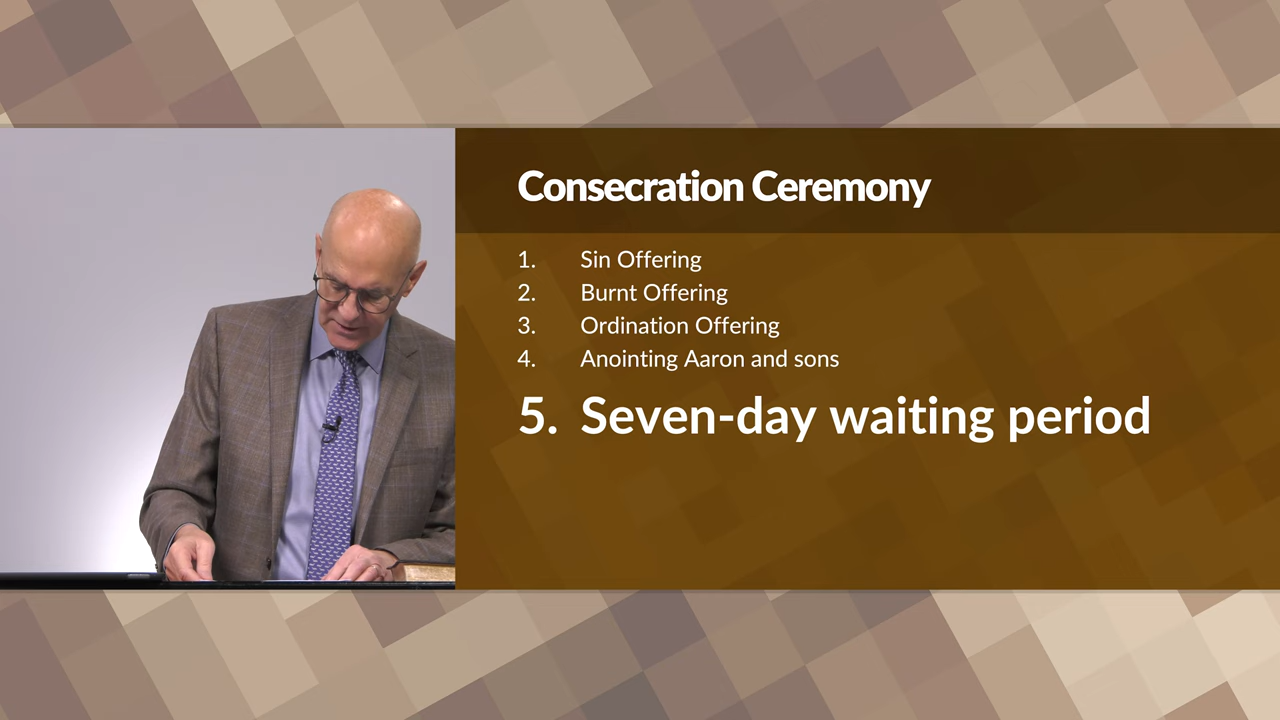 Consecration Ceremony
1. Sin Offering
2. Burnt Offering
3. Ordination Offering
4. Anointing Aaron and sons
5. Seven-day waiting period